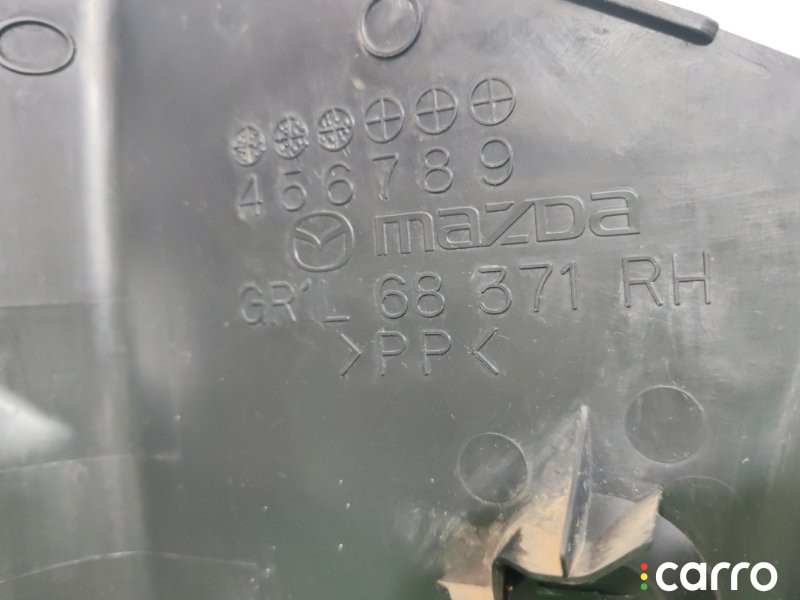 456789
mazda
GR1L 68 371 RH
>PP<
carro